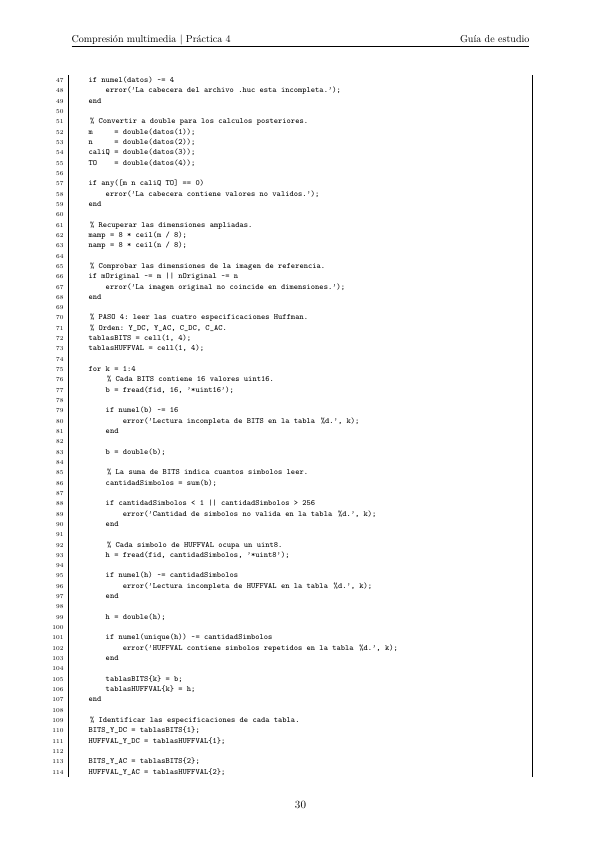 Compresión multimedia | Práctica 4 Guía de estudio
47 if numel(datos) ~= 4
48 error('La cabecera del archivo .huc esta incompleta.');
49 end
50
51 % Convertir a double para los calculos posteriores.
52 m = double(datos(1));
53 n = double(datos(2));
54 caliQ = double(datos(3));
55 TO = double(datos(4));
56
57 if any([m n caliQ TO] == 0)
58 error('La cabecera contiene valores no validos.');
59 end
60
61 % Recuperar las dimensiones ampliadas.
62 mamp = 8 * ceil(m / 8);
63 namp = 8 * ceil(n / 8);
64
65 % Comprobar las dimensiones de la imagen de referencia.
66 if mOriginal ~= m || nOriginal ~= n
67 error('La imagen original no coincide en dimensiones.');
68 end
69
70 % PASO 4: leer las cuatro especificaciones Huffman.
71 % Orden: Y_DC, Y_AC, C_DC, C_AC.
72 tablasBITS = cell(1, 4);
73 tablasHUFFVAL = cell(1, 4);
74
75 for k = 1:4
76 % Cada BITS contiene 16 valores uint16.
77 b = fread(fid, 16, '*uint16');
78
79 if numel(b) ~= 16
80 error('Lectura incompleta de BITS en la tabla %d.', k);
81 end
82
83 b = double(b);
84
85 % La suma de BITS indica cuantos simbolos leer.
86 cantidadSimbolos = sum(b);
87
88 if cantidadSimbolos < 1 || cantidadSimbolos > 256
89 error('Cantidad de simbolos no valida en la tabla %d.', k);
90 end
91
92 % Cada simbolo de HUFFVAL ocupa un uint8.
93 h = fread(fid, cantidadSimbolos, '*uint8');
94
95 if numel(h) ~= cantidadSimbolos
96 error('Lectura incompleta de HUFFVAL en la tabla %d.', k);
97 end
98
99 h = double(h);
100
101 if numel(unique(h)) ~= cantidadSimbolos
102 error('HUFFVAL contiene simbolos repetidos en la tabla %d.', k);
103 end
104
105 tablasBITS{k} = b;
106 tablasHUFFVAL{k} = h;
107 end
108
109 % Identificar las especificaciones de cada tabla.
110 BITS_Y_DC = tablasBITS{1};
111 HUFFVAL_Y_DC = tablasHUFFVAL{1};
112
113 BITS_Y_AC = tablasBITS{2};
114 HUFFVAL_Y_AC = tablasHUFFVAL{2};
30